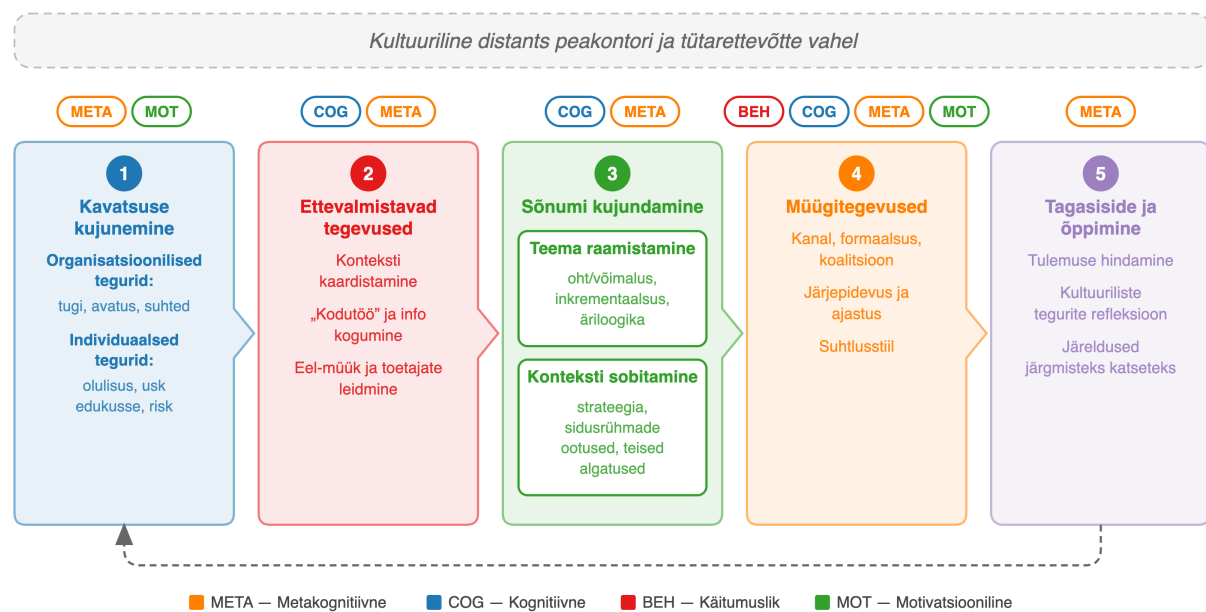 Kultuuriline distants peakontori ja tütarettevõtte vahel
META MOT
COG META
COG META
BEH COG META MOT
META
1
Kavatsuse
kujunemine
Organisatsioonilised
tegurid:
tugi, avatus, suhted
Individuaalsed
tegurid:
olulisus, usk
edukusse, risk
2
Ettevalmistavad
tegevused
Konteksti
kaardistamine
„Kodutöö” ja info
kogumine
Eel-müük ja toetajate
leidmine
3
Sõnumi kujundamine
Teema raamistamine
oht/võimalus,
inkrementaalsus,
äriloogika
Konteksti sobitamine
strateegia,
sidusrühmade
ootused, teised
algatused
4
Müügitegevused
Kanal, formaalsus,
koalitsioon
Järjepidevus ja
ajastus
Suhtlusstiil
5
Tagasiside ja
õppimine
Tulemuse hindamine
Kultuuriliste
tegurite refleksioon
Järeldused
järgmisteks katseteks
META — Metakognitiivne
COG — Kognitiivne
BEH — Käitumuslik
MOT — Motivatsiooniline